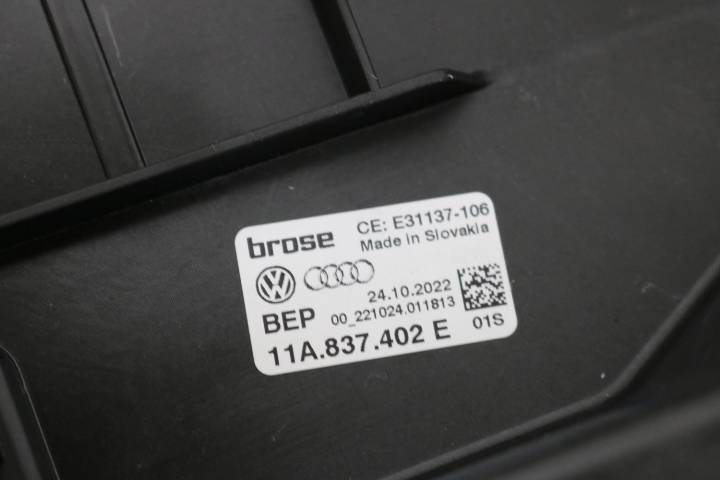 brose CE: E31137-106
Made in Slovakia
24.10.2022
BEP 00_221024.011813
11A.837.402 E 01S